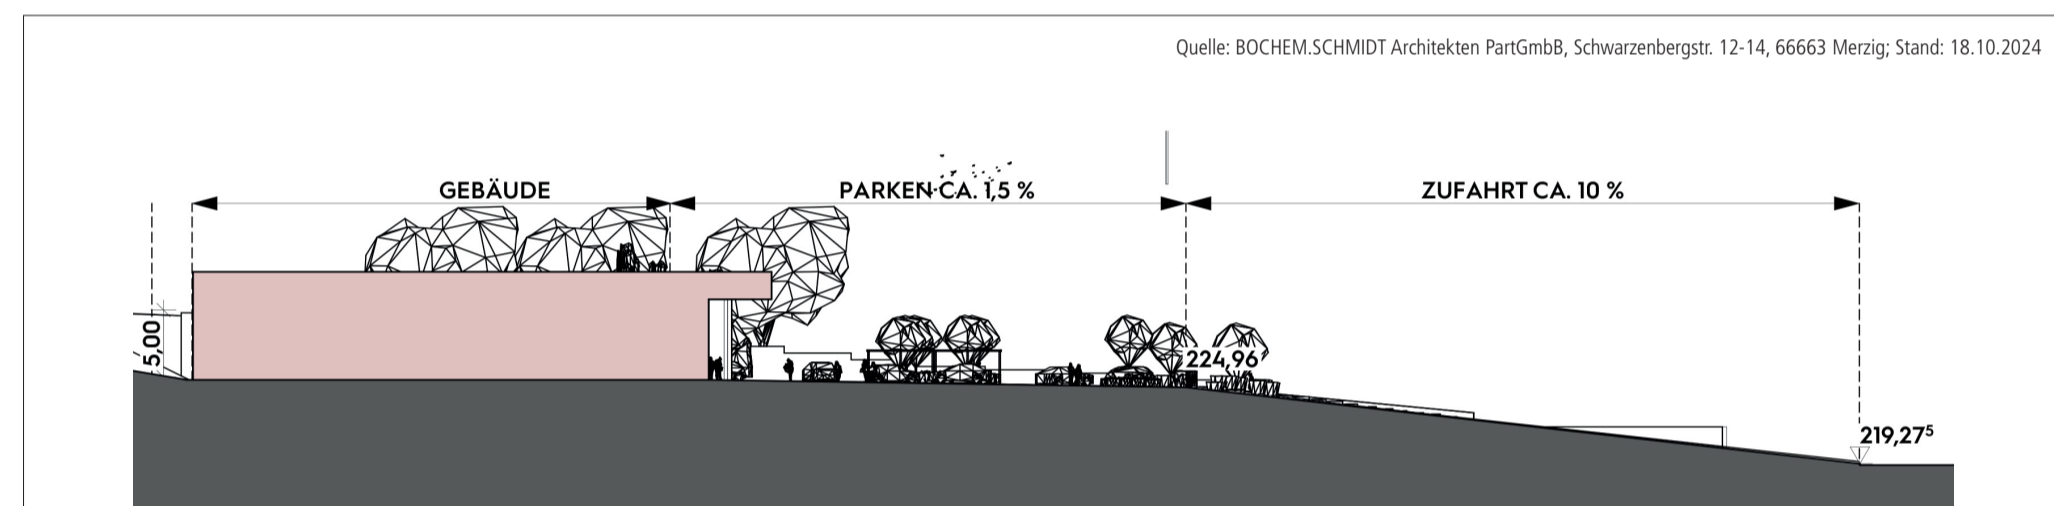 Quelle: BOCHEM.SCHMIDT Architekten PartGmbB, Schwarzenbergstr. 12-14, 66663 Merzig; Stand: 18.10.2024
GEBÄUDE
PARKEN CA. 1,5 %
ZUFAHRT CA. 10 %
5,00
224,96
219,27⁵